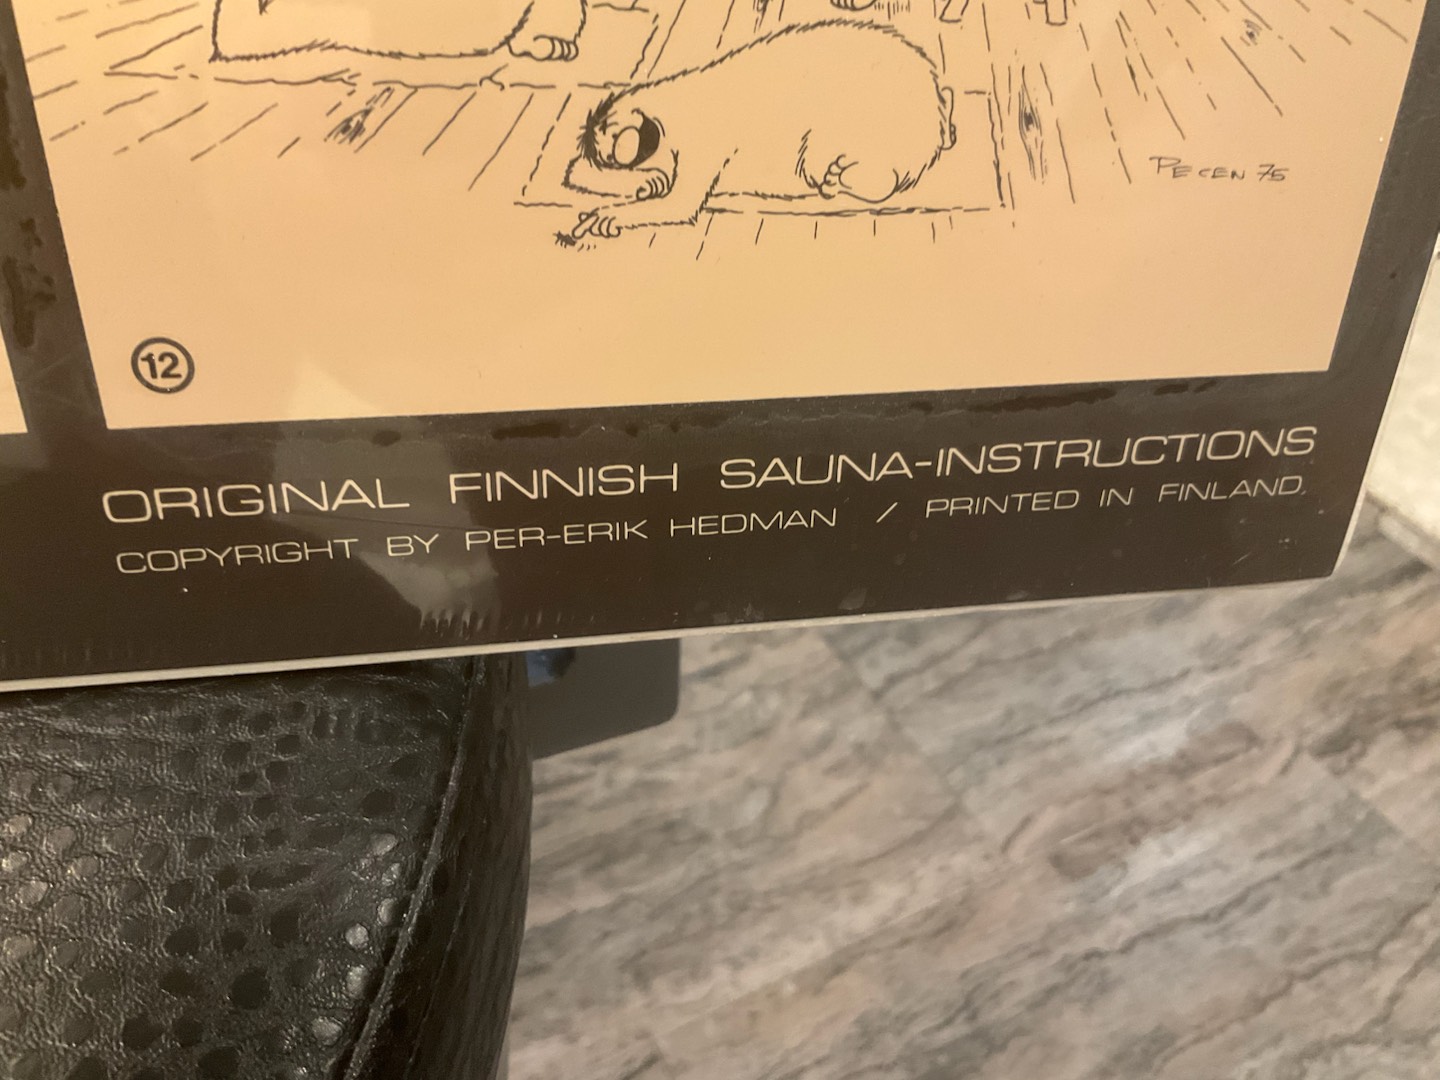 PECEN 75
12
ORIGINAL FINNISH SAUNA-INSTRUCTIONS
COPYRIGHT BY PER-ERIK HEDMAN / PRINTED IN FINLAND.